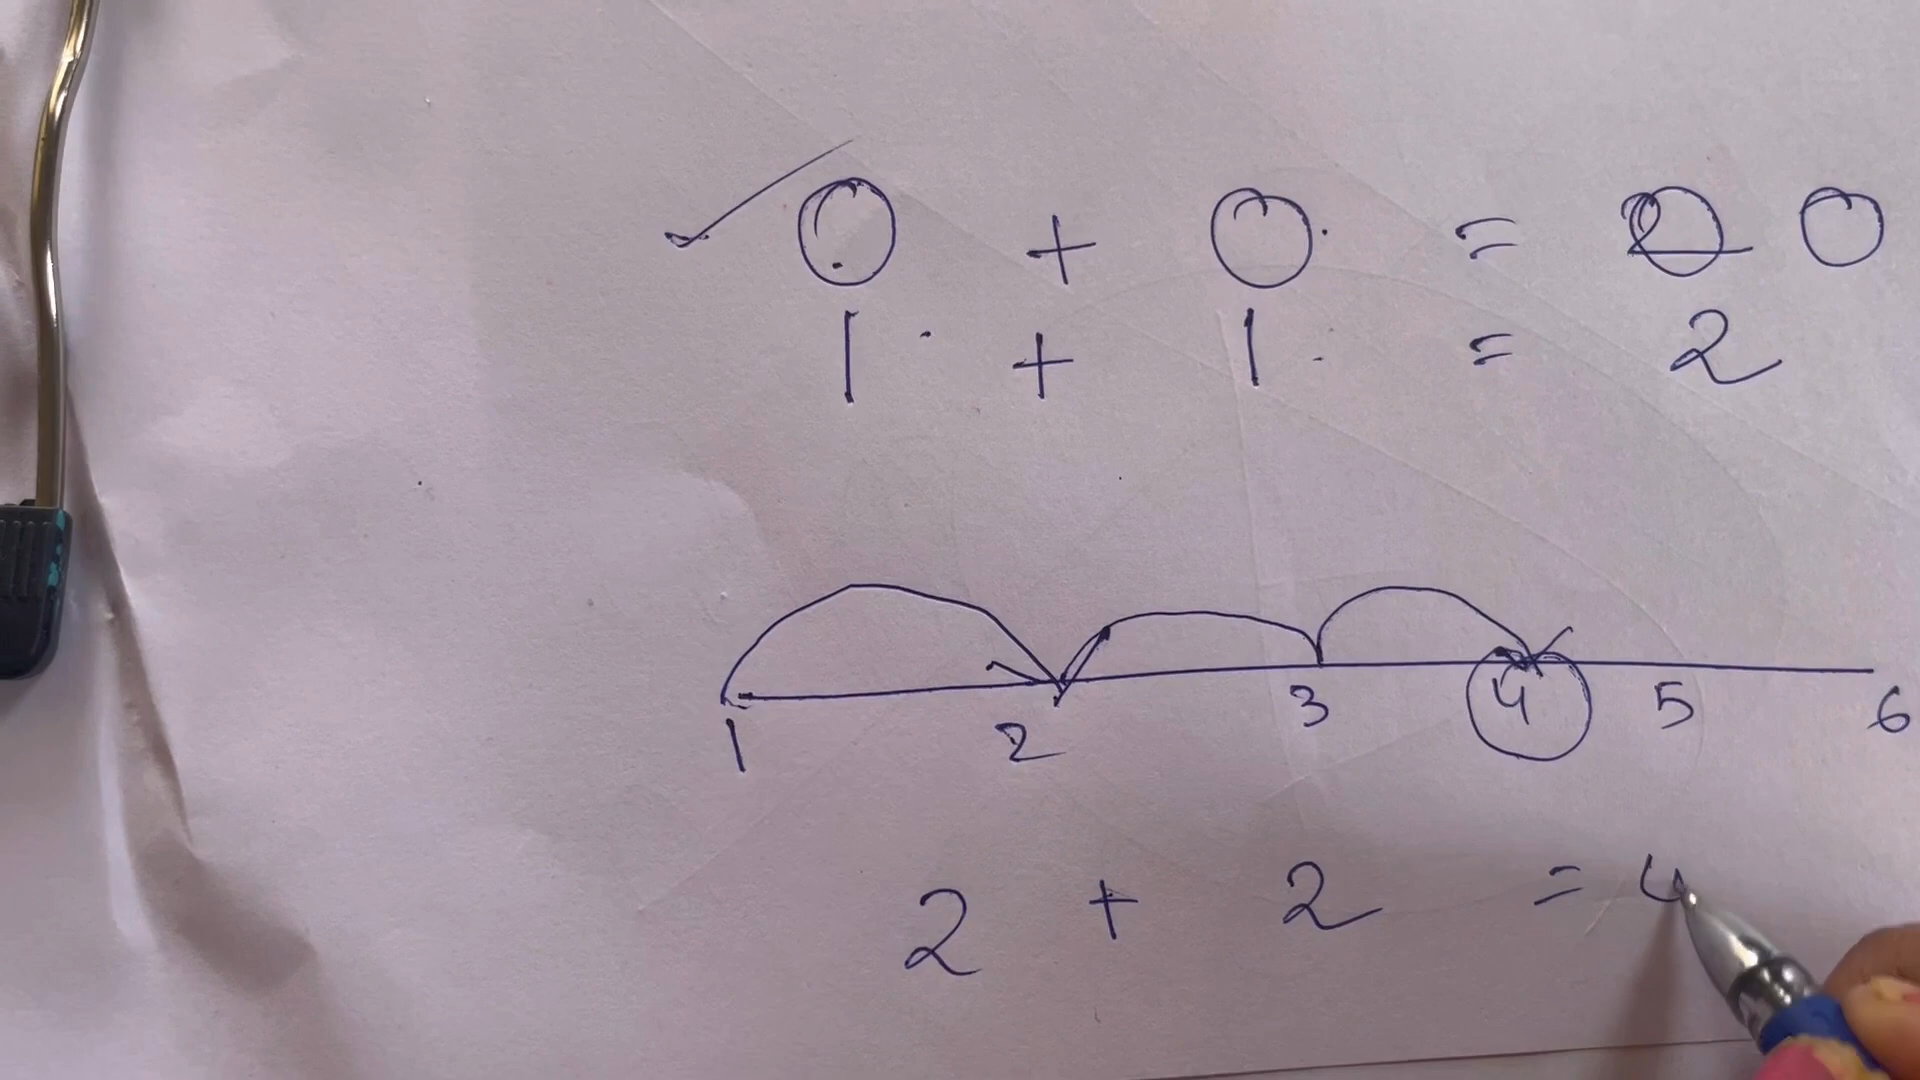 + =
1 + 1 = 2
1 2 3 4 5 6
2 + 2 = 4